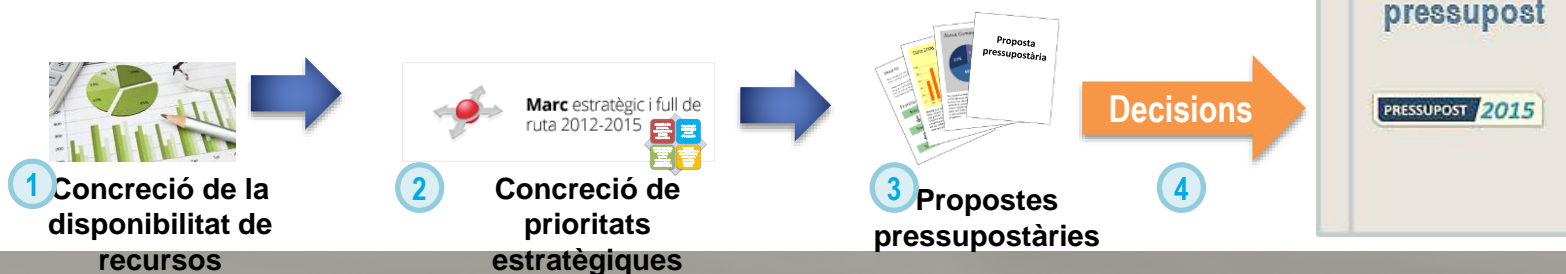 1
Concreció de la
disponibilitat de
recursos
Marc estratègic i full de
ruta 2012-2015
2
Concreció de
prioritats
estratègiques
Proposta
pressupostària
3
Propostes
pressupostàries
Decisions
4
pressupost
PRESSUPOST 2015